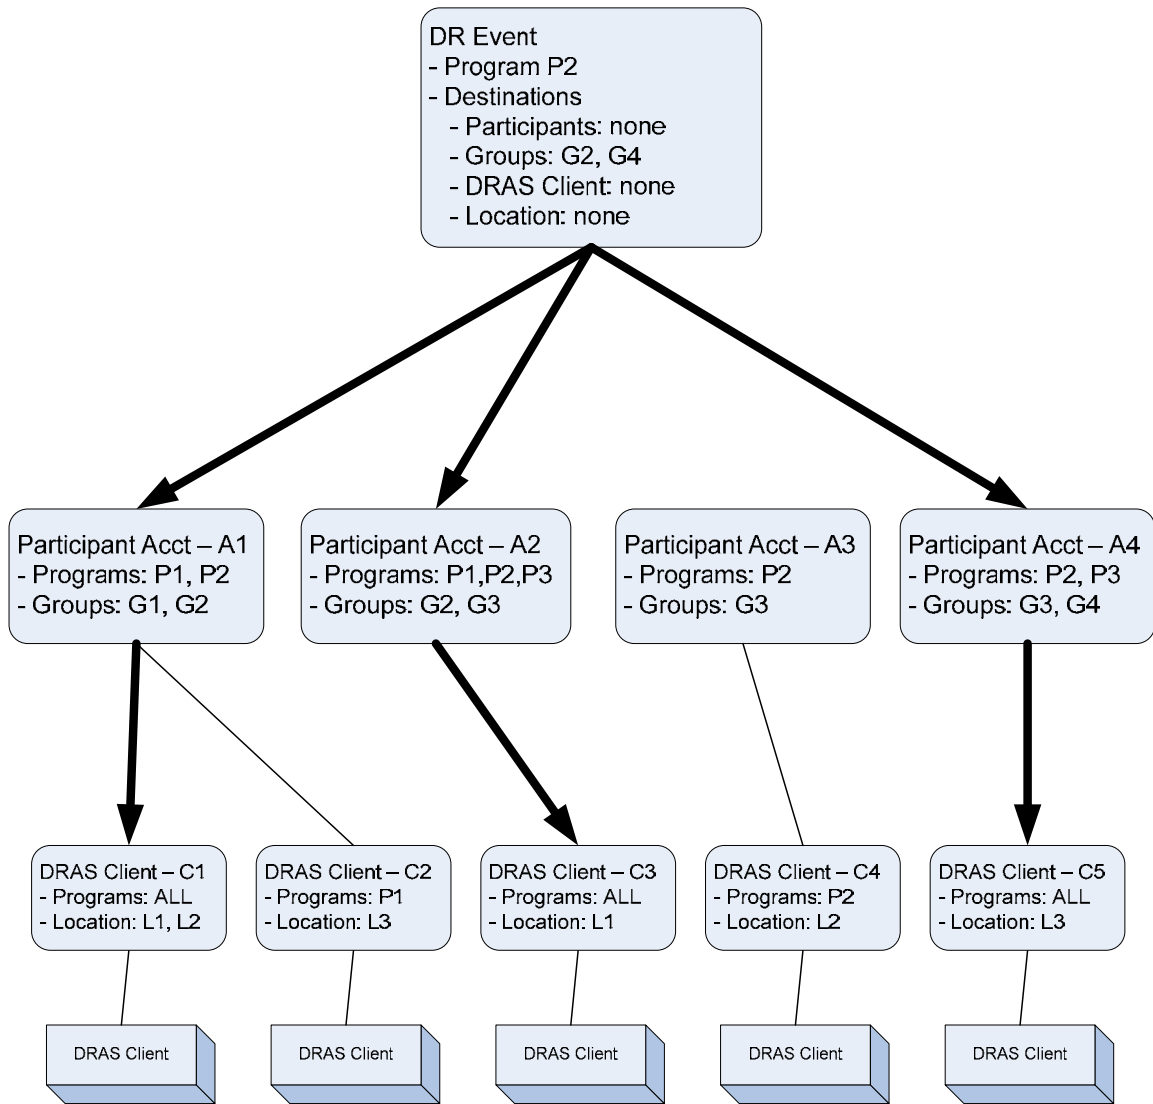 DR Event
- Program P2
- Destinations
- Participants: none
- Groups: G2, G4
- DRAS Client: none
- Location: none
Participant Acct – A1
- Programs: P1, P2
- Groups: G1, G2
Participant Acct – A2
- Programs: P1,P2,P3
- Groups: G2, G3
Participant Acct – A3
- Programs: P2
- Groups: G3
Participant Acct – A4
- Programs: P2, P3
- Groups: G3, G4
DRAS Client – C1
- Programs: ALL
- Location: L1, L2
DRAS Client – C2
- Programs: P1
- Location: L3
DRAS Client – C3
- Programs: ALL
- Location: L1
DRAS Client – C4
- Programs: P2
- Location: L2
DRAS Client – C5
- Programs: ALL
- Location: L3
DRAS Client
DRAS Client
DRAS Client
DRAS Client
DRAS Client